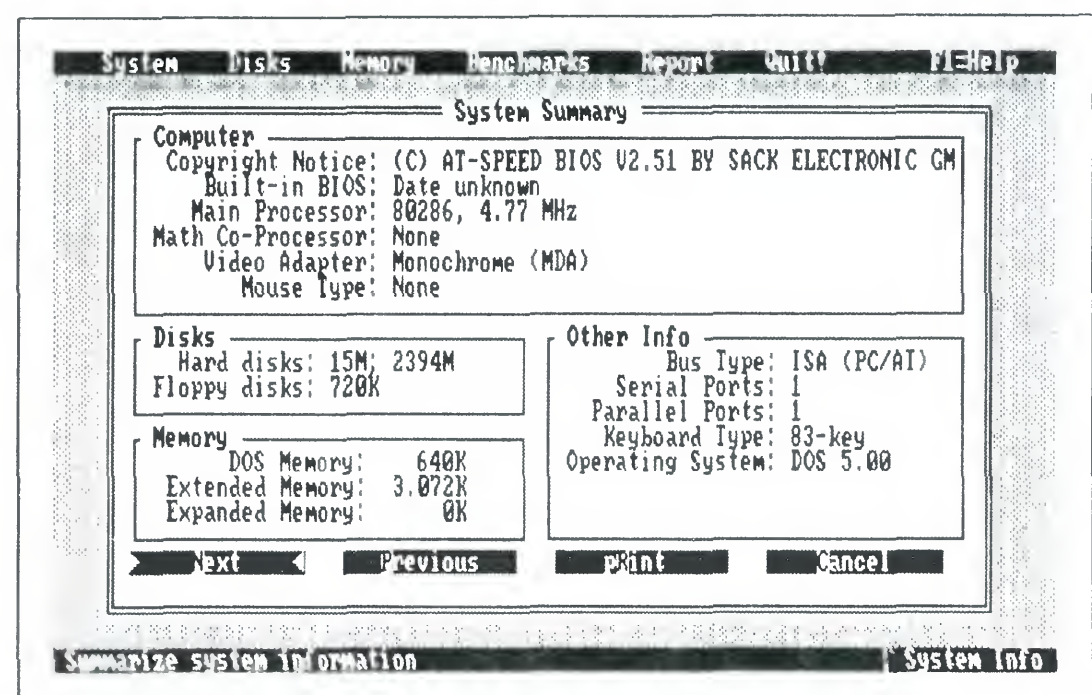 System Disks Memory Benchmarks Report Quit! F1=Help
System Summary
Computer
Copyright Notice: (C) AT-SPEED BIOS V2.51 BY SACK ELECTRONIC GM
Built-in BIOS: Date unknown
Main Processor: 80286, 4.77 MHz
Math Co-Processor: None
Video Adapter: Monochrome (MDA)
Mouse Type: None
Disks
Hard disks: 15M, 2394M
Floppy disks: 720K
Memory
DOS Memory: 640K
Extended Memory: 3.072K
Expanded Memory: 0K
Other Info
Bus Type: ISA (PC/AT)
Serial Ports: 1
Parallel Ports: 1
Keyboard Type: 83-key
Operating System: DOS 5.00
Next Previous pRint Cancel
Summarize system information System Info